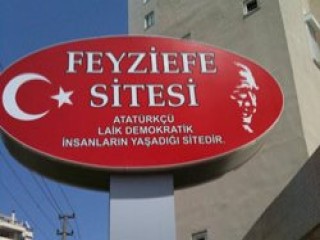 FEYZİEFE
SİTESİ
ATATÜRKÇÜ
LAİK DEMOKRATİK
İNSANLARIN YAŞADIĞI SİTEDİR.